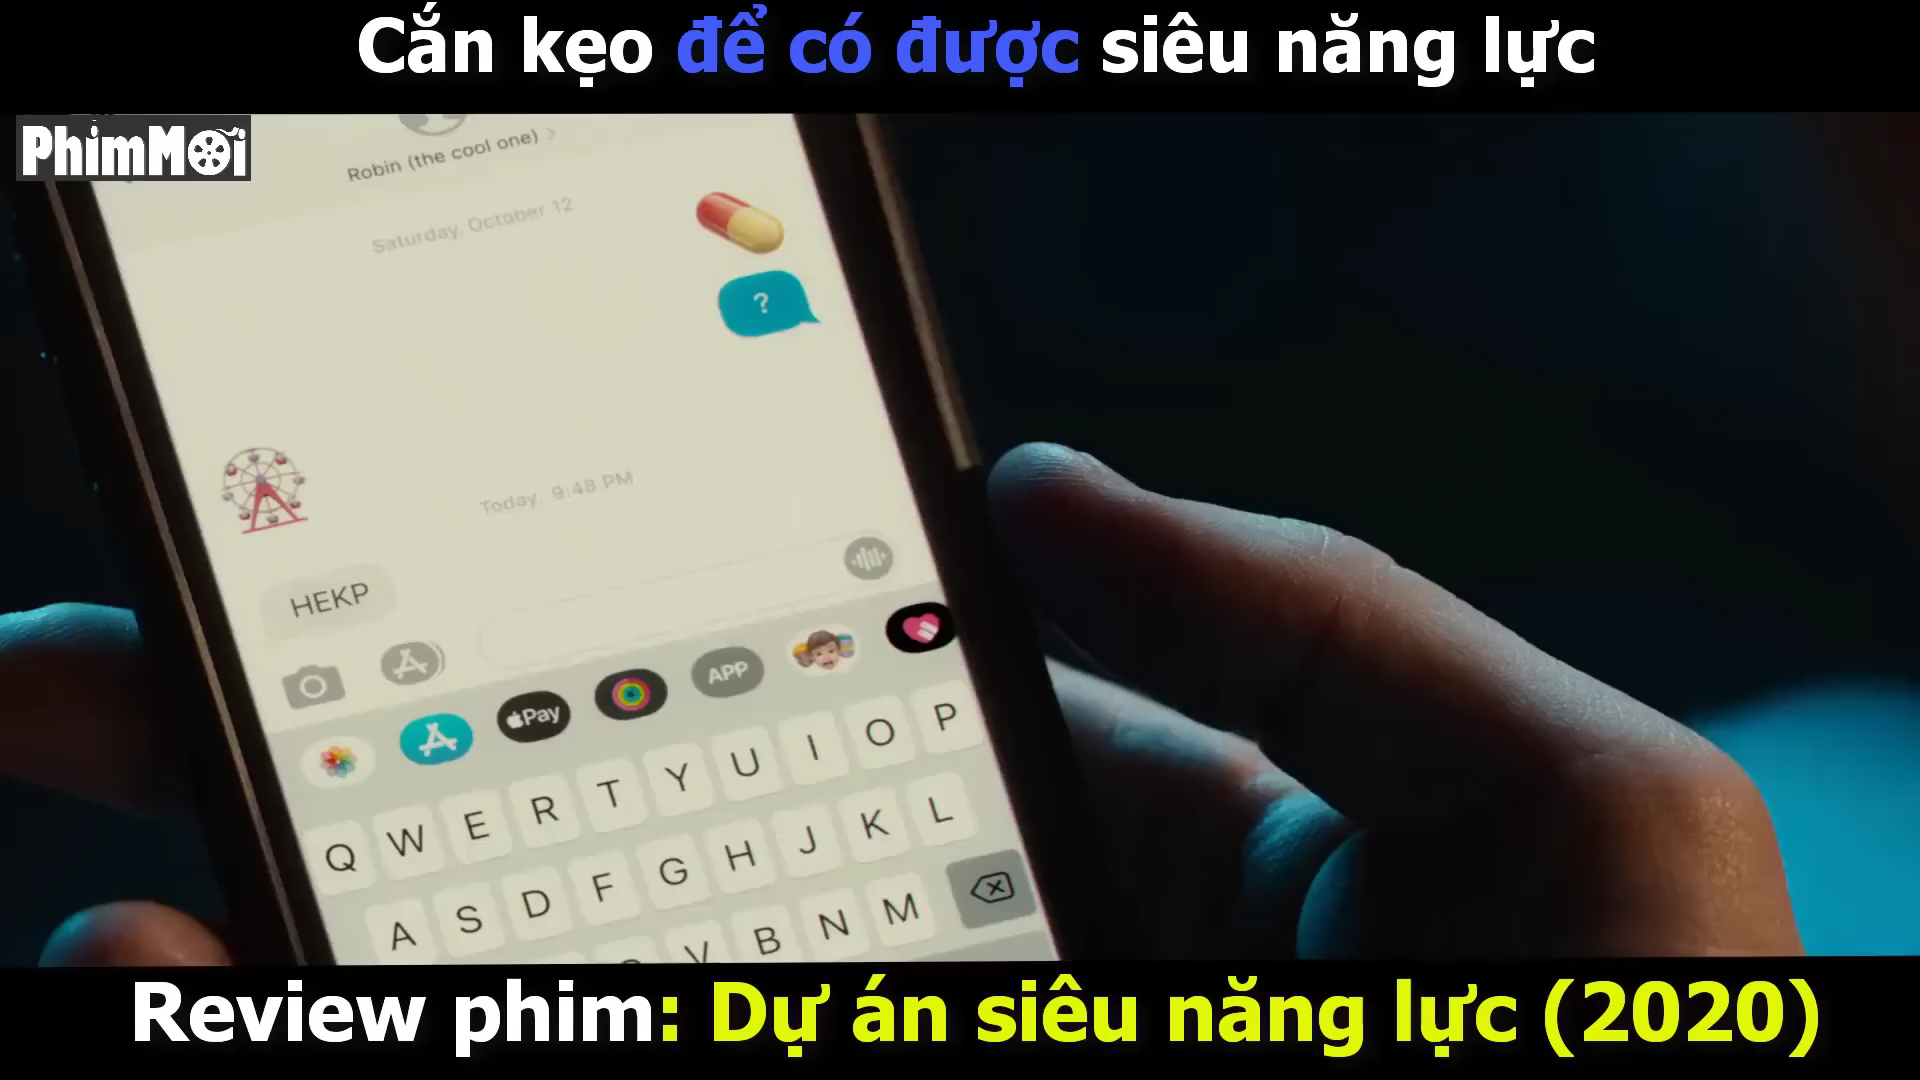 Cắn kẹo để có được siêu năng lực
PhimMới
Robin (the cool one) >
Saturday, October 12
?
Today, 9:48 PM
HEKP
Pay
APP
Q W E R T Y U I O P
A S D F G H J K L
V B N M
Review phim: Dự án siêu năng lực (2020)